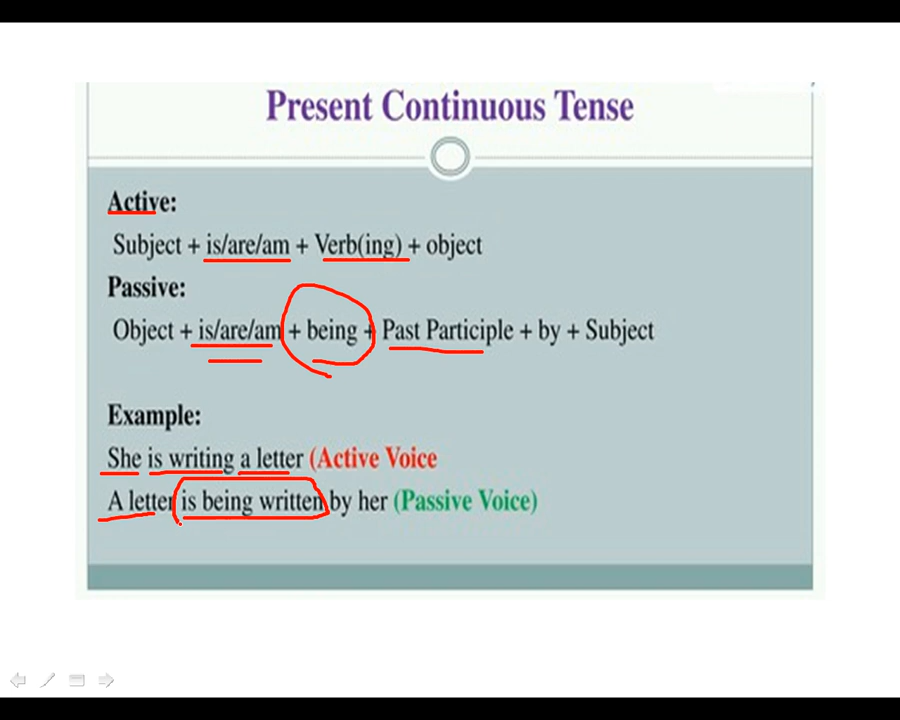 Present Continuous Tense
Active:
Subject + is/are/am + Verb(ing) + object
Passive:
Object + is/are/am + being + Past Participle + by + Subject
Example:
She is writing a letter (Active Voice
A letter is being written by her (Passive Voice)